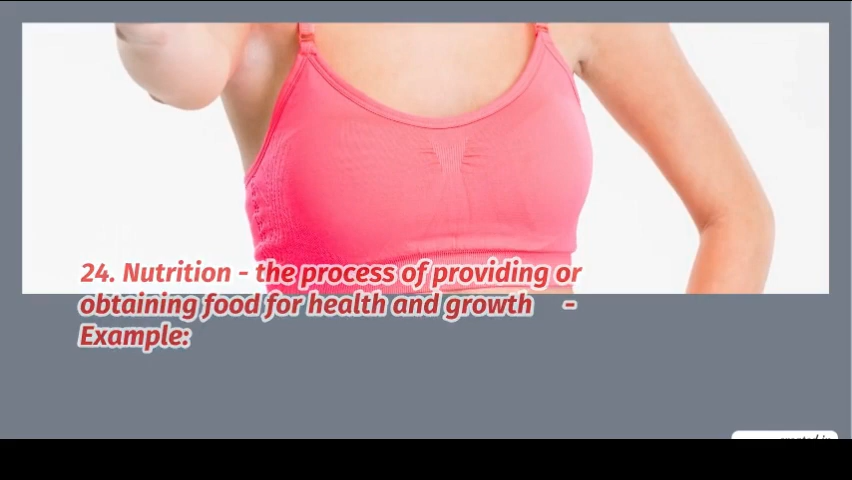 24. Nutrition - the process of providing or
obtaining food for health and growth -
Example: